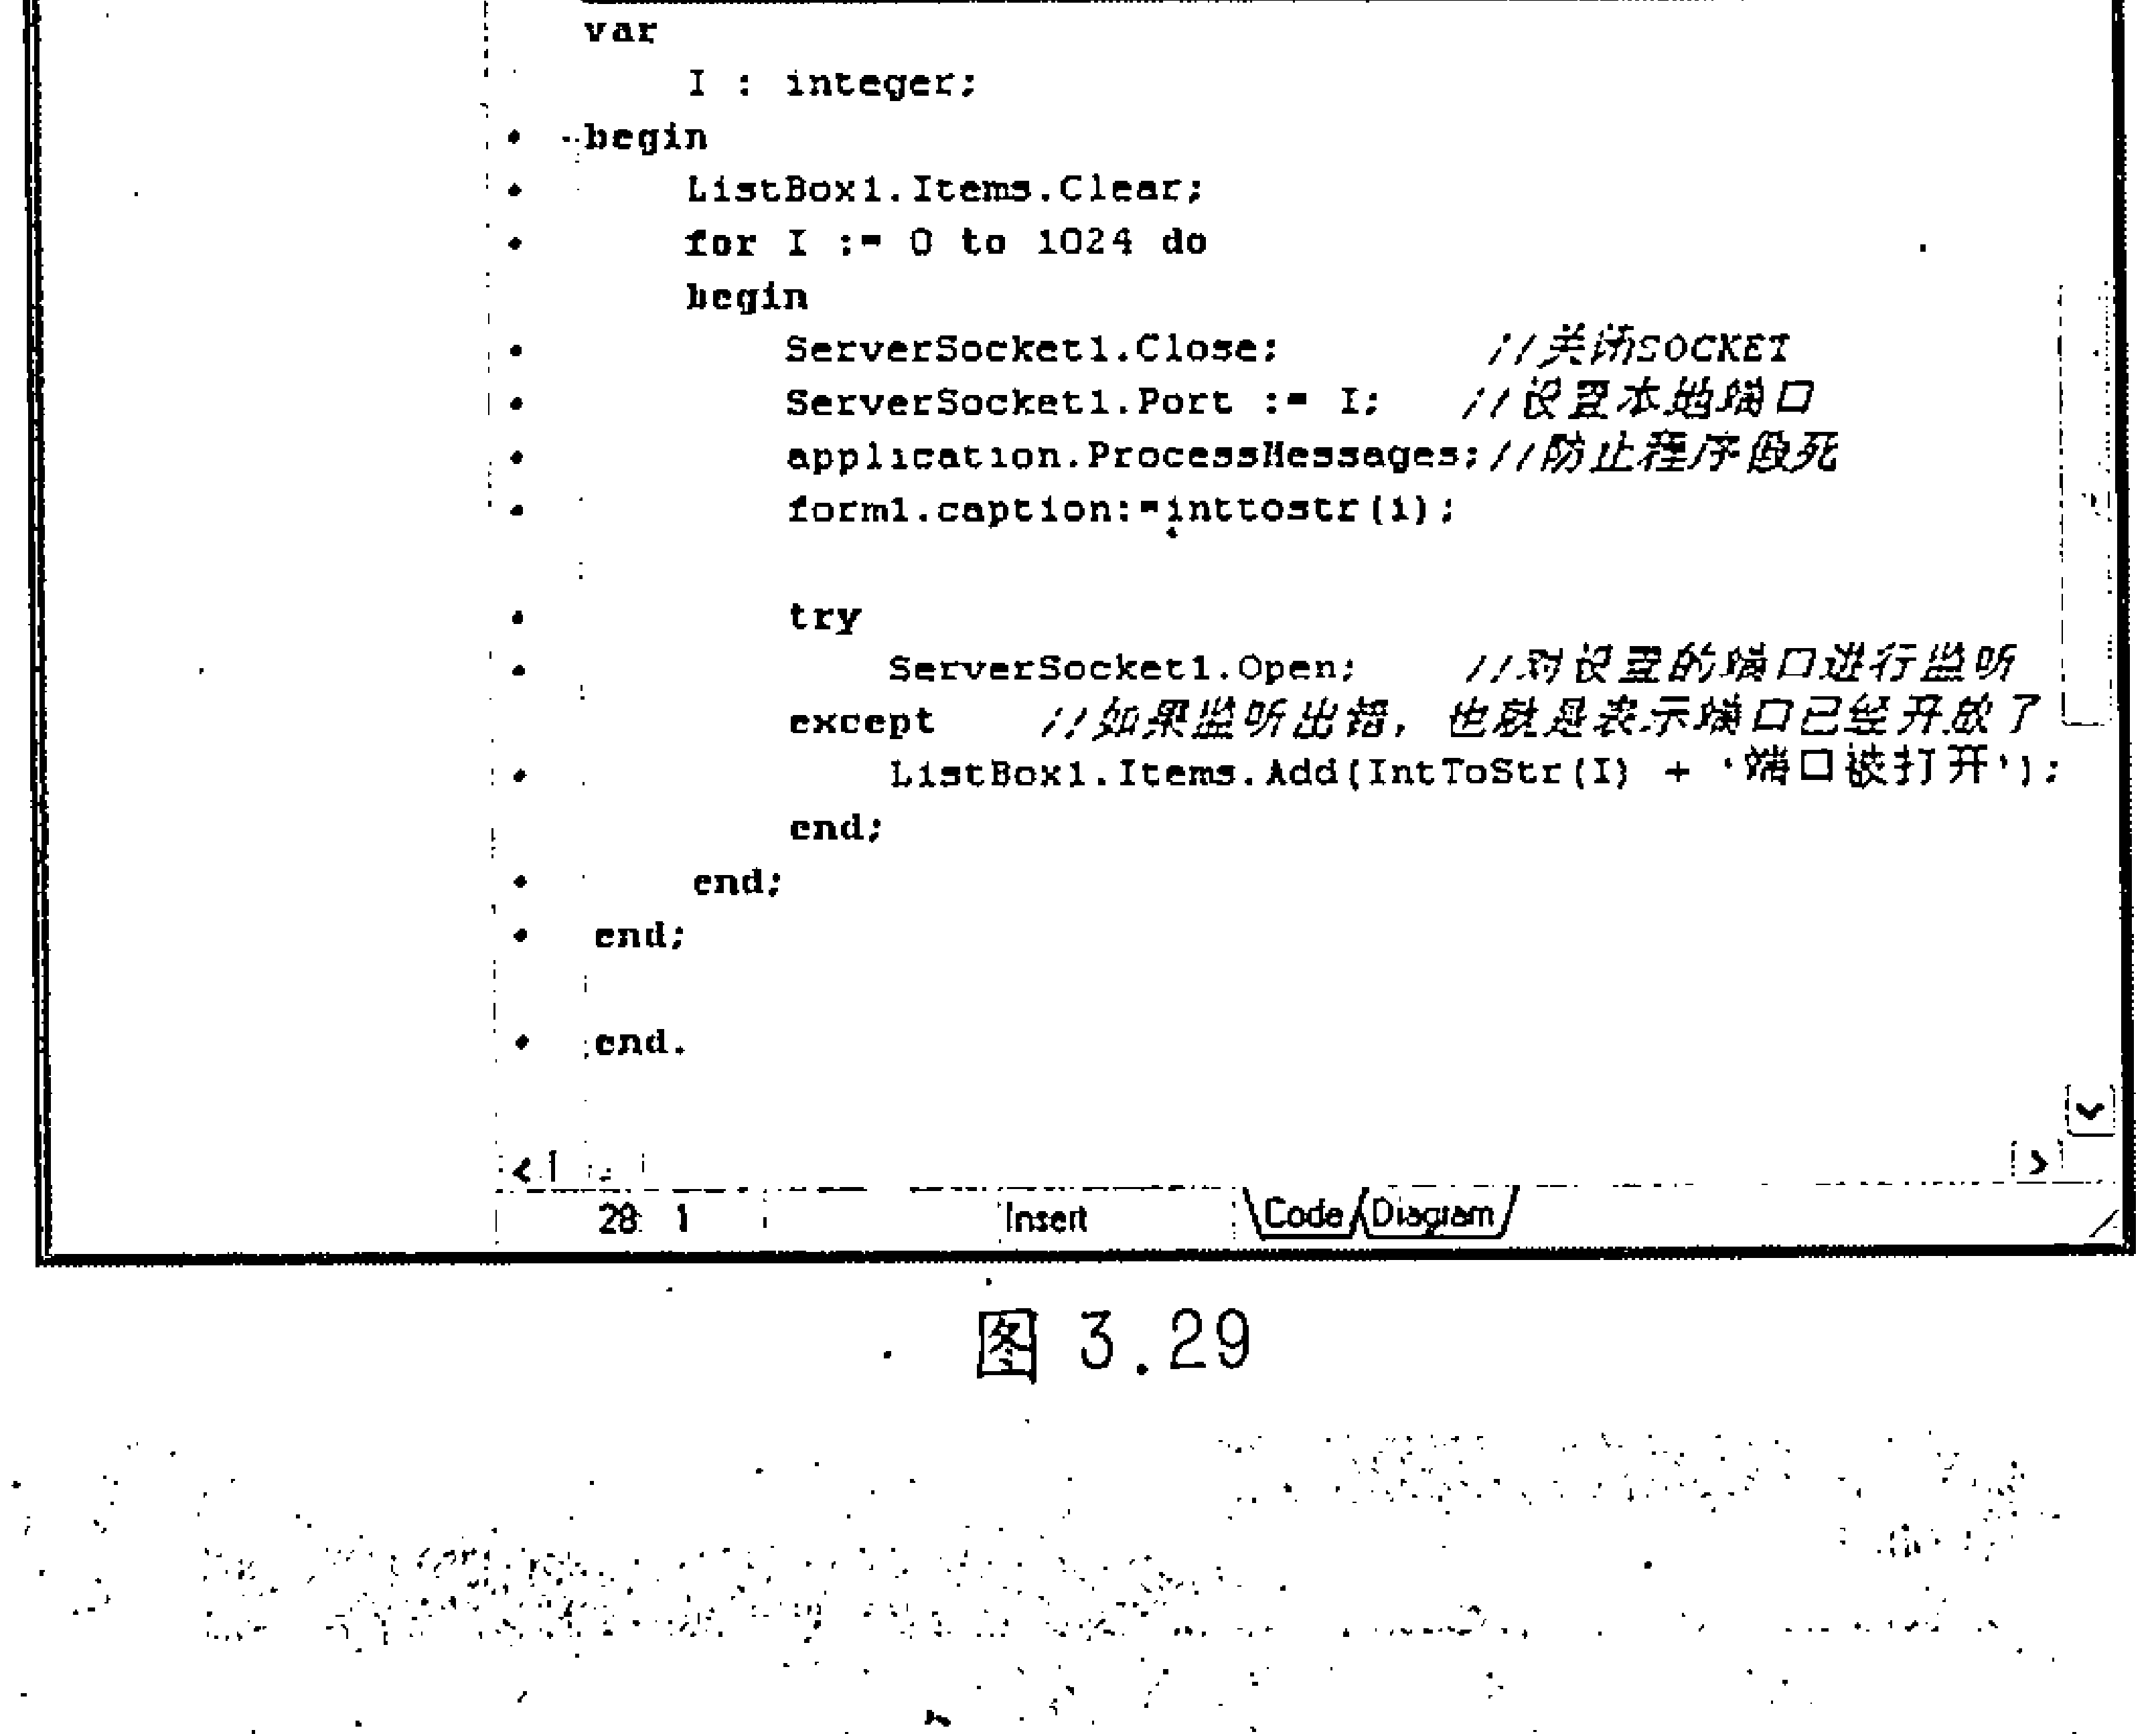 var
I : integer;
begin
ListBox1.Items.Clear;
for I := 0 to 1024 do
begin
ServerSocket1.Close; //关闭SOCKET
ServerSocket1.Port := I; //设置本地端口
application.ProcessMessages;//防止程序假死
form1.caption:=inttostr(i);
try
ServerSocket1.Open; //对设置的端口进行监听
except //如果监听出错, 也就是表示端口已经开放了
ListBox1.Items.Add(IntToStr(I) + '端口被打开');
end;
end;
end;
end.
28: 1 Insert Code Diagram
图 3.29